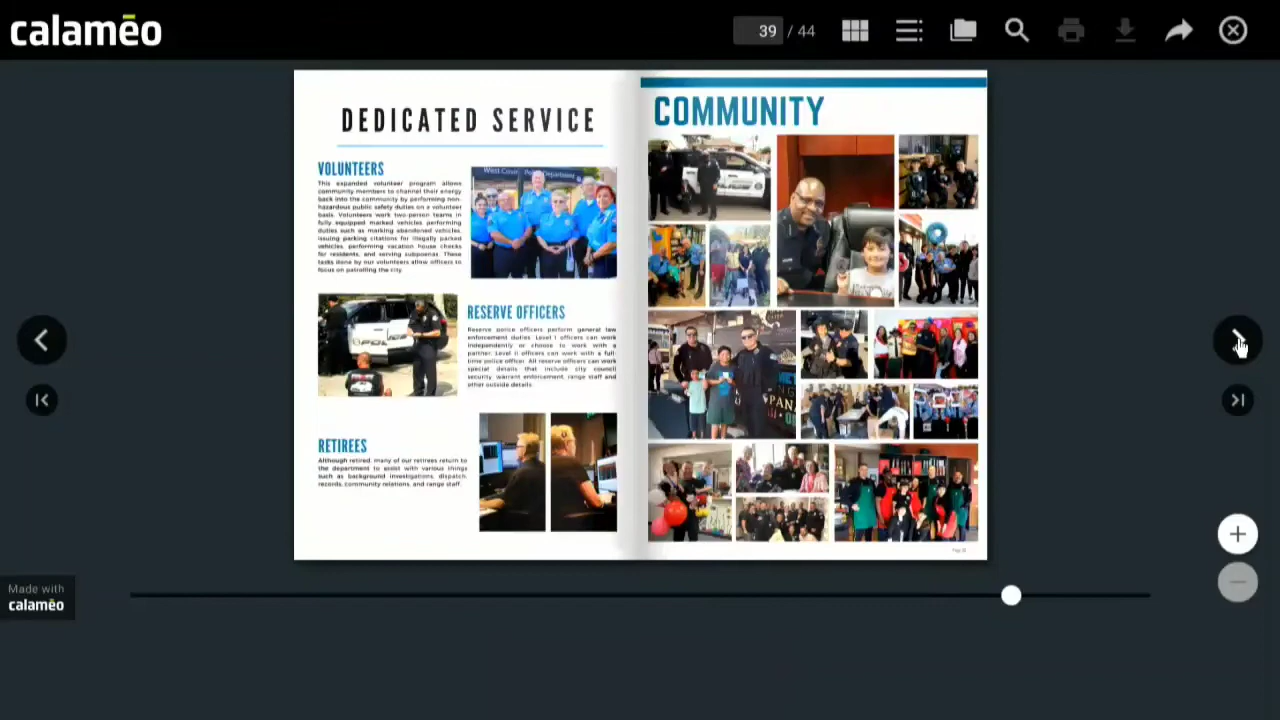 calamēo
39 / 44
DEDICATED SERVICE
VOLUNTEERS
This expanded volunteer program allows
community members to channel their energy
back into the community by performing non-
hazardous public safety duties on a volunteer
basis. Volunteers work two-person teams in
fully equipped marked vehicles performing
duties such as marking abandoned vehicles,
issuing parking citations for illegally parked
vehicles, performing vacation house checks
for residents, and serving subpoenas. These
tasks done by our volunteers allow officers to
focus on patrolling the city.
RESERVE OFFICERS
Reserve police officers perform general law
enforcement duties. Level I officers can work
independently or choose to work with a
partner. Level II officers can work with a full-
time police officer. All reserve officers can work
special details that include city council
security, warrant enforcement, range staff and
other outside details.
RETIREES
Although retired, many of our retirees return to
the department to assist with various things
such as background investigations, dispatch,
records, community relations, and range staff.
COMMUNITY
Made with
calamēo